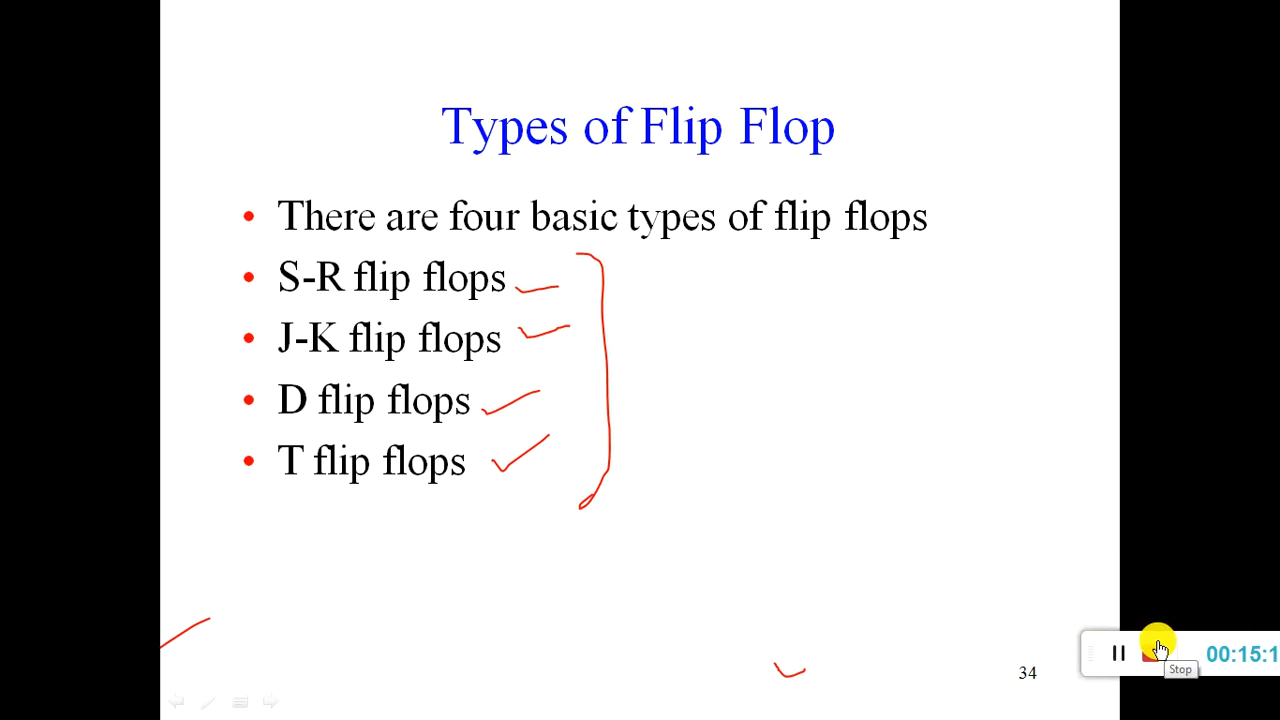 Types of Flip Flop
• There are four basic types of flip flops
• S-R flip flops
• J-K flip flops
• D flip flops
• T flip flops
34
00:15:1
Stop